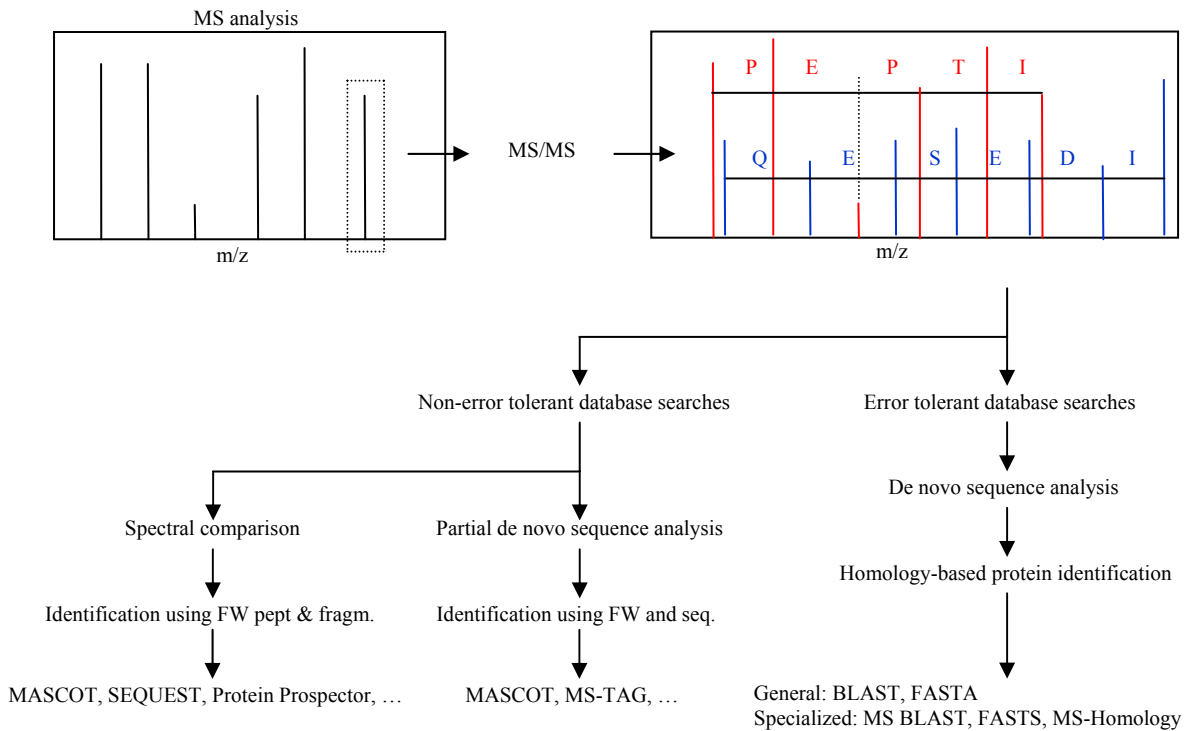 MS analysis
P E P T I
MS/MS
Q E S E D I
m/z
m/z
Non-error tolerant database searches
Error tolerant database searches
De novo sequence analysis
Spectral comparison
Partial de novo sequence analysis
Homology-based protein identification
Identification using FW pept & fragm.
Identification using FW and seq.
MASCOT, SEQUEST, Protein Prospector, …
MASCOT, MS-TAG, …
General: BLAST, FASTA
Specialized: MS BLAST, FASTS, MS-Homology